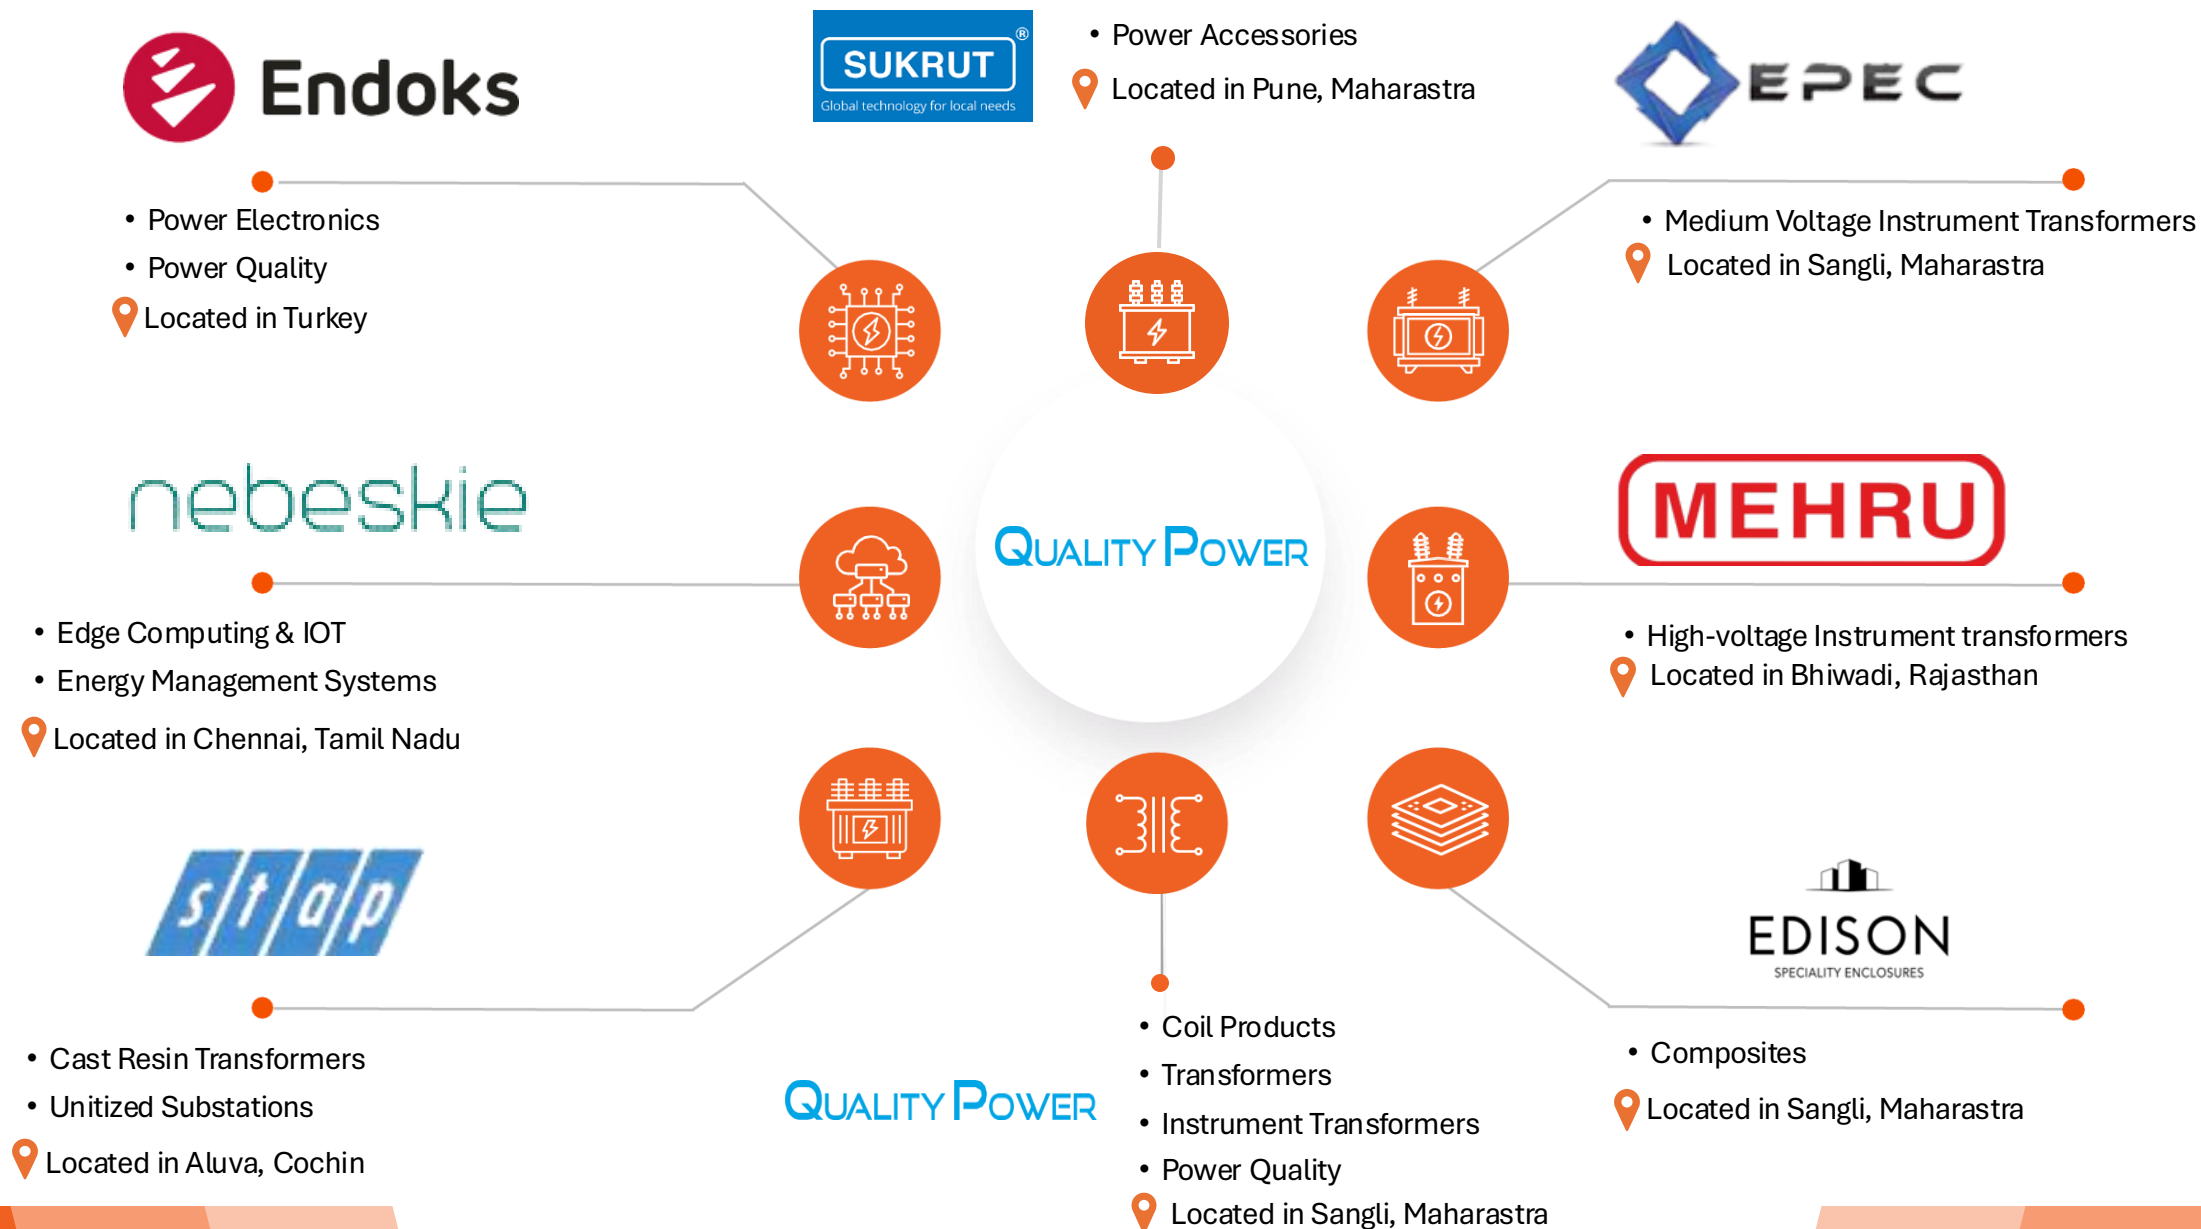 Endoks
• Power Electronics
• Power Quality
Located in Turkey
SUKRUT®
Global technology for local needs
• Power Accessories
Located in Pune, Maharastra
EPEC
• Medium Voltage Instrument Transformers
Located in Sangli, Maharastra
nebeskie
• Edge Computing & IOT
• Energy Management Systems
Located in Chennai, Tamil Nadu
QUALITY POWER
MEHRU
• High-voltage Instrument transformers
Located in Bhiwadi, Rajasthan
stap
• Cast Resin Transformers
• Unitized Substations
Located in Aluva, Cochin
QUALITY POWER
• Coil Products
• Transformers
• Instrument Transformers
• Power Quality
Located in Sangli, Maharastra
EDISON
SPECIALITY ENCLOSURES
• Composites
Located in Sangli, Maharastra